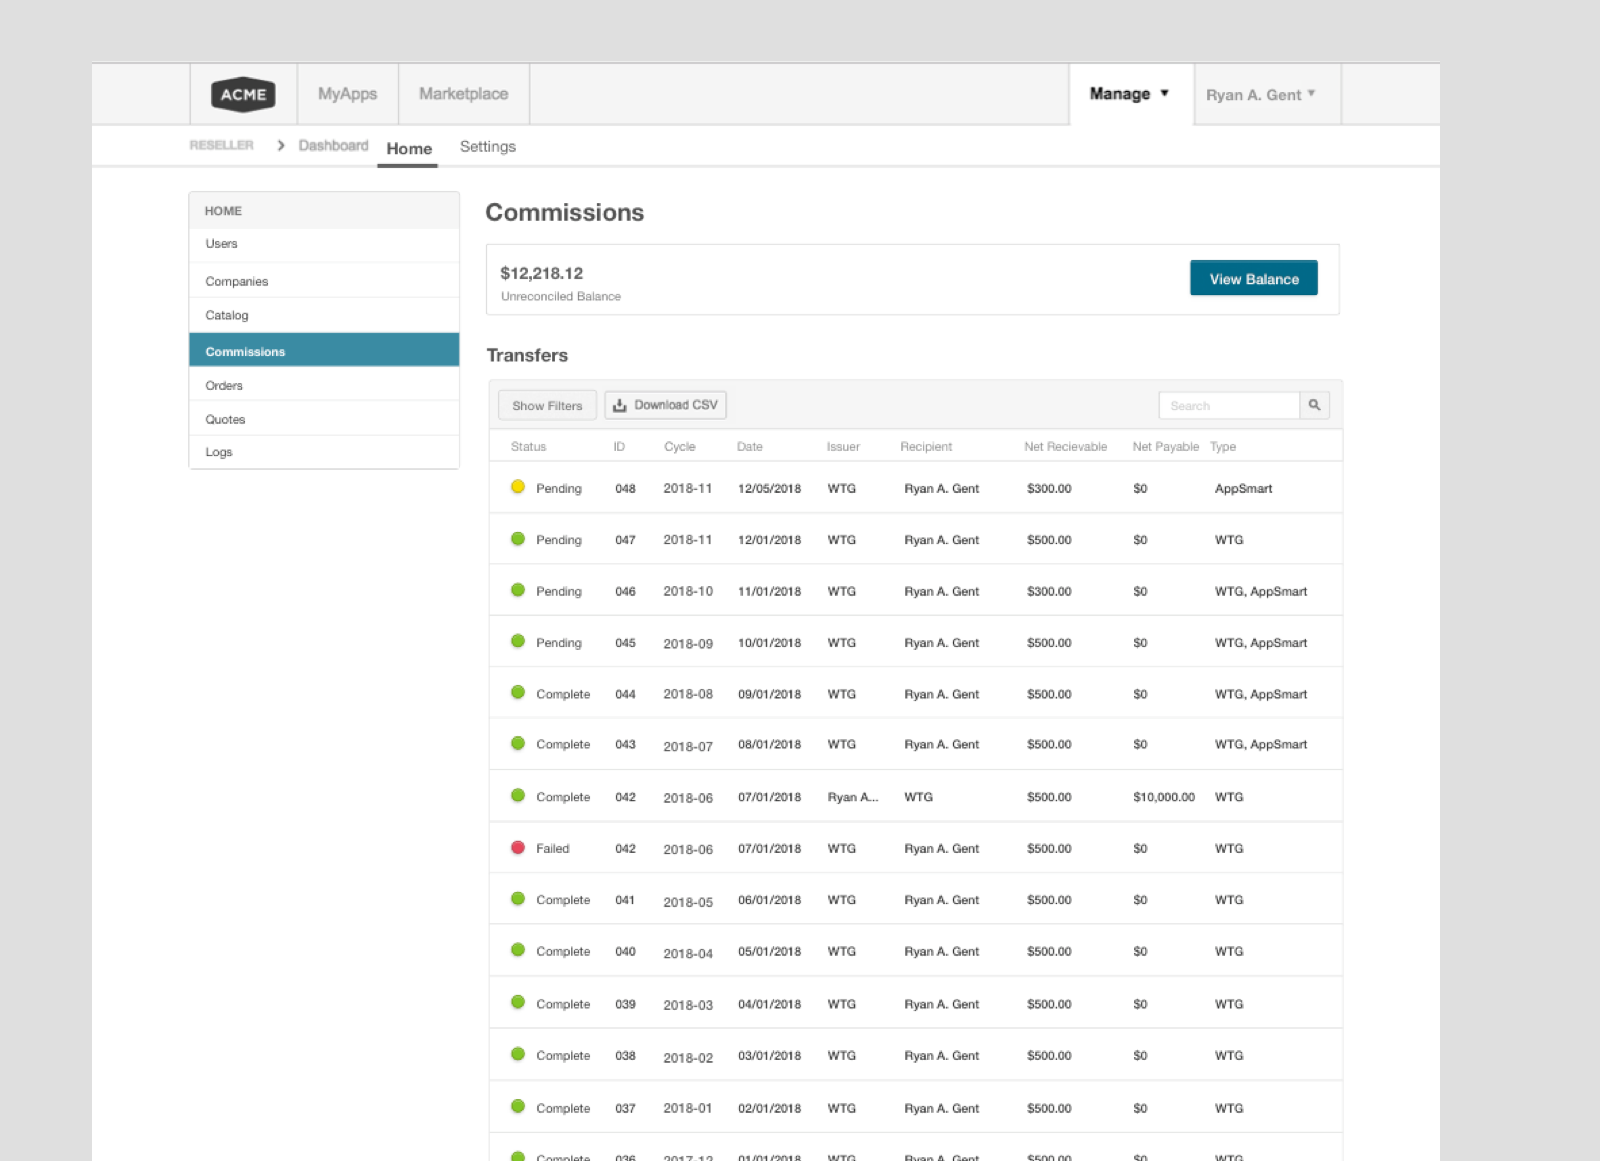 ACME MyApps Marketplace Manage Ryan A. Gent
RESELLER Dashboard Home Settings
HOME
Users
Companies
Catalog
Commissions
Orders
Quotes
Logs
Commissions
$12,218.12
Unreconciled Balance
View Balance
Transfers
Show Filters Download CSV Search
Status ID Cycle Date Issuer Recipient Net Recievable Net Payable Type
Pending 048 2018-11 12/05/2018 WTG Ryan A. Gent $300.00 $0 AppSmart
Pending 047 2018-11 12/01/2018 WTG Ryan A. Gent $500.00 $0 WTG
Pending 046 2018-10 11/01/2018 WTG Ryan A. Gent $300.00 $0 WTG, AppSmart
Pending 045 2018-09 10/01/2018 WTG Ryan A. Gent $500.00 $0 WTG, AppSmart
Complete 044 2018-08 09/01/2018 WTG Ryan A. Gent $500.00 $0 WTG, AppSmart
Complete 043 2018-07 08/01/2018 WTG Ryan A. Gent $500.00 $0 WTG, AppSmart
Complete 042 2018-06 07/01/2018 Ryan A... WTG $500.00 $10,000.00 WTG
Failed 042 2018-06 07/01/2018 WTG Ryan A. Gent $500.00 $0 WTG
Complete 041 2018-05 06/01/2018 WTG Ryan A. Gent $500.00 $0 WTG
Complete 040 2018-04 05/01/2018 WTG Ryan A. Gent $500.00 $0 WTG
Complete 039 2018-03 04/01/2018 WTG Ryan A. Gent $500.00 $0 WTG
Complete 038 2018-02 03/01/2018 WTG Ryan A. Gent $500.00 $0 WTG
Complete 037 2018-01 02/01/2018 WTG Ryan A. Gent $500.00 $0 WTG
Complete 036 2017-12 01/01/2018 WTG Ryan A. Gent $500.00 $0 WTG